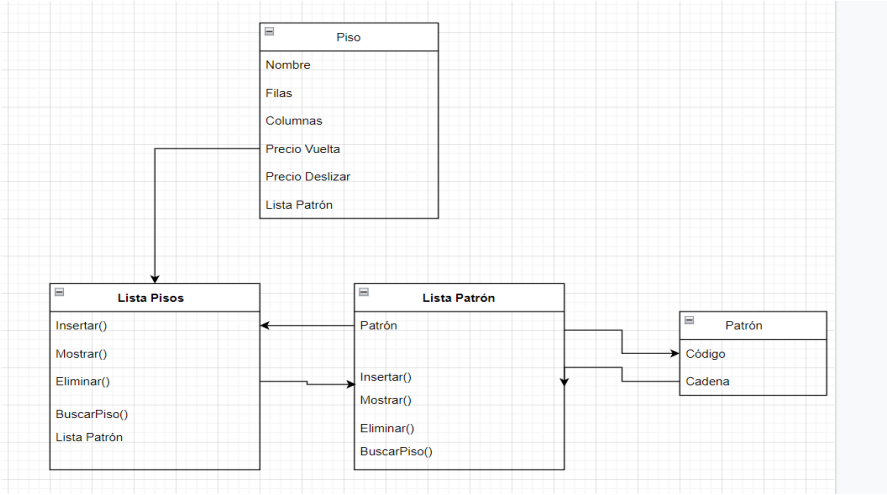 Piso
Nombre
Filas
Columnas
Precio Vuelta
Precio Deslizar
Lista Patrón
Lista Pisos
Insertar()
Mostrar()
Eliminar()
BuscarPiso()
Lista Patrón
Lista Patrón
Patrón
Insertar()
Mostrar()
Eliminar()
BuscarPiso()
Patrón
Código
Cadena